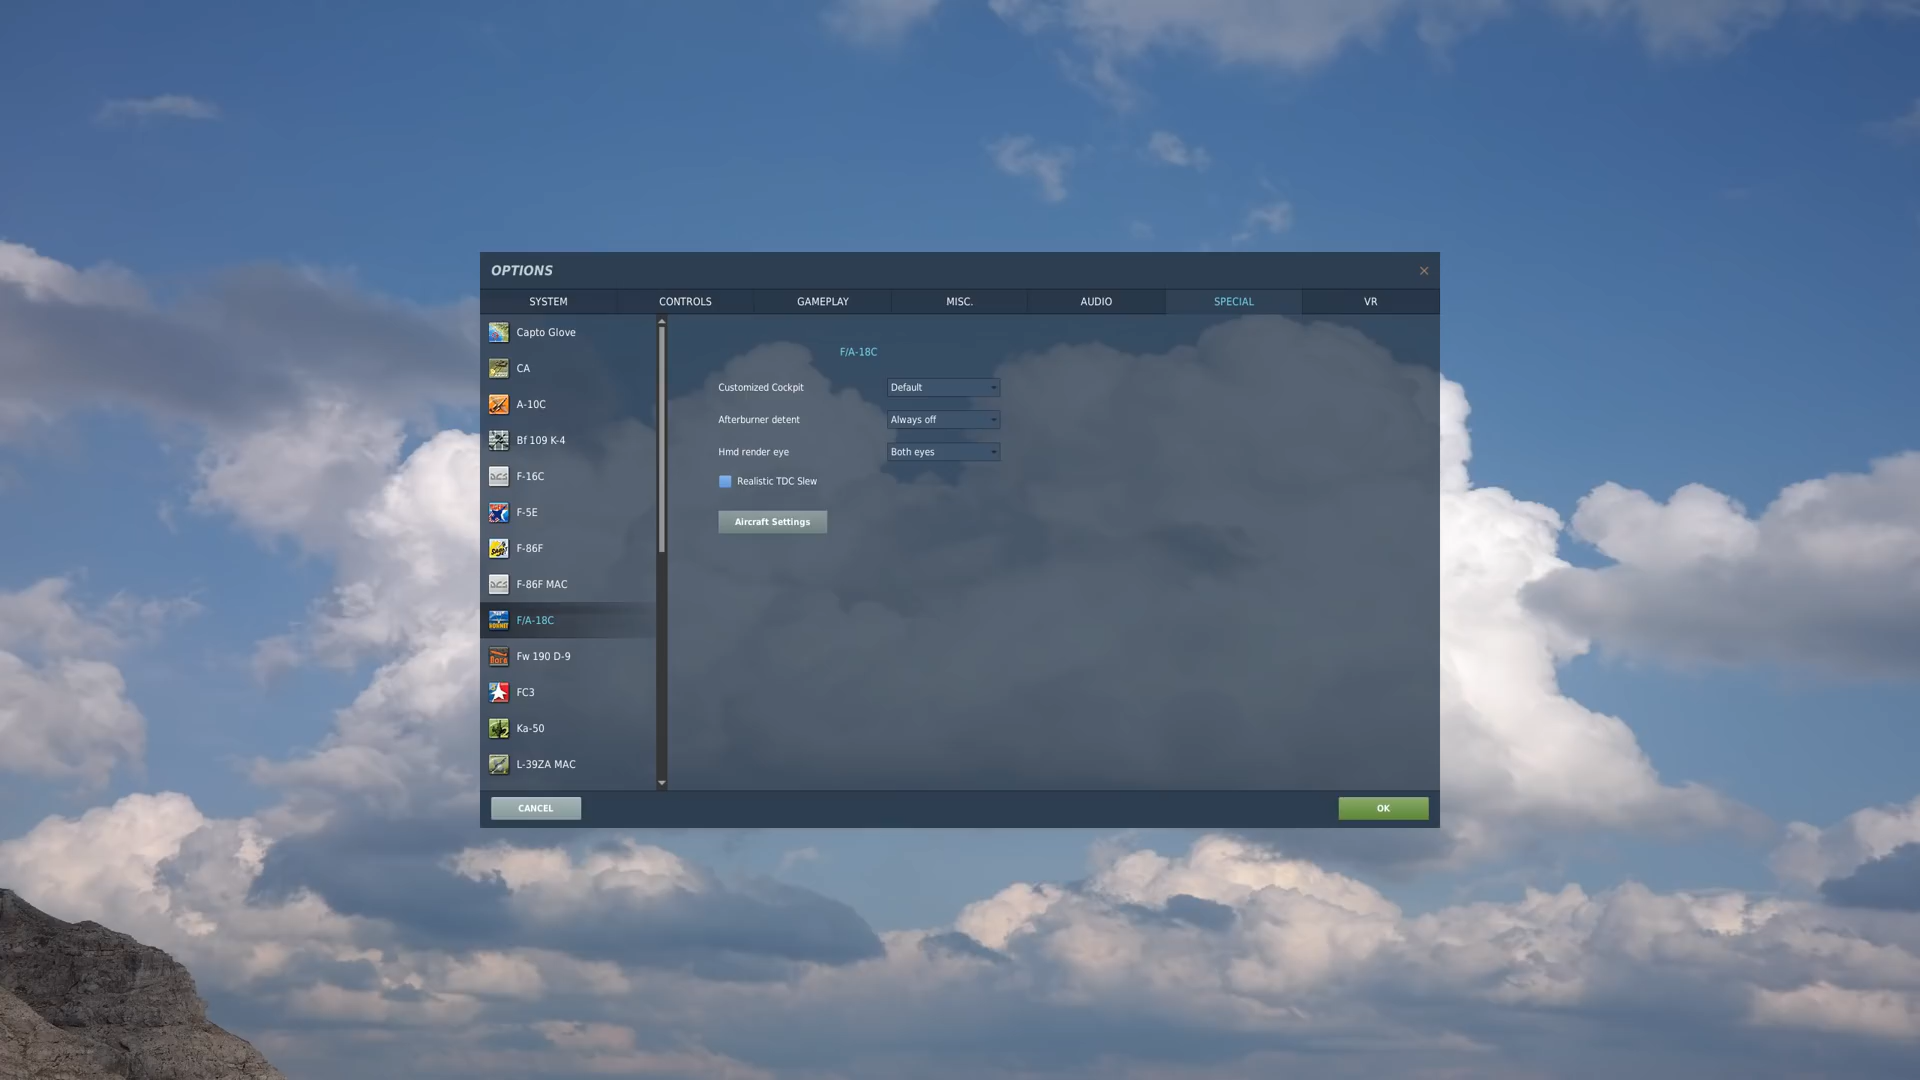 OPTIONS
SYSTEM CONTROLS GAMEPLAY MISC. AUDIO SPECIAL VR
Capto Glove
CA
A-10C
Bf 109 K-4
F-16C
F-5E
F-86F
F-86F MAC
F/A-18C
Fw 190 D-9
FC3
Ka-50
L-39ZA MAC
F/A-18C
Customized Cockpit Default
Afterburner detent Always off
Hmd render eye Both eyes
Realistic TDC Slew
Aircraft Settings
CANCEL OK